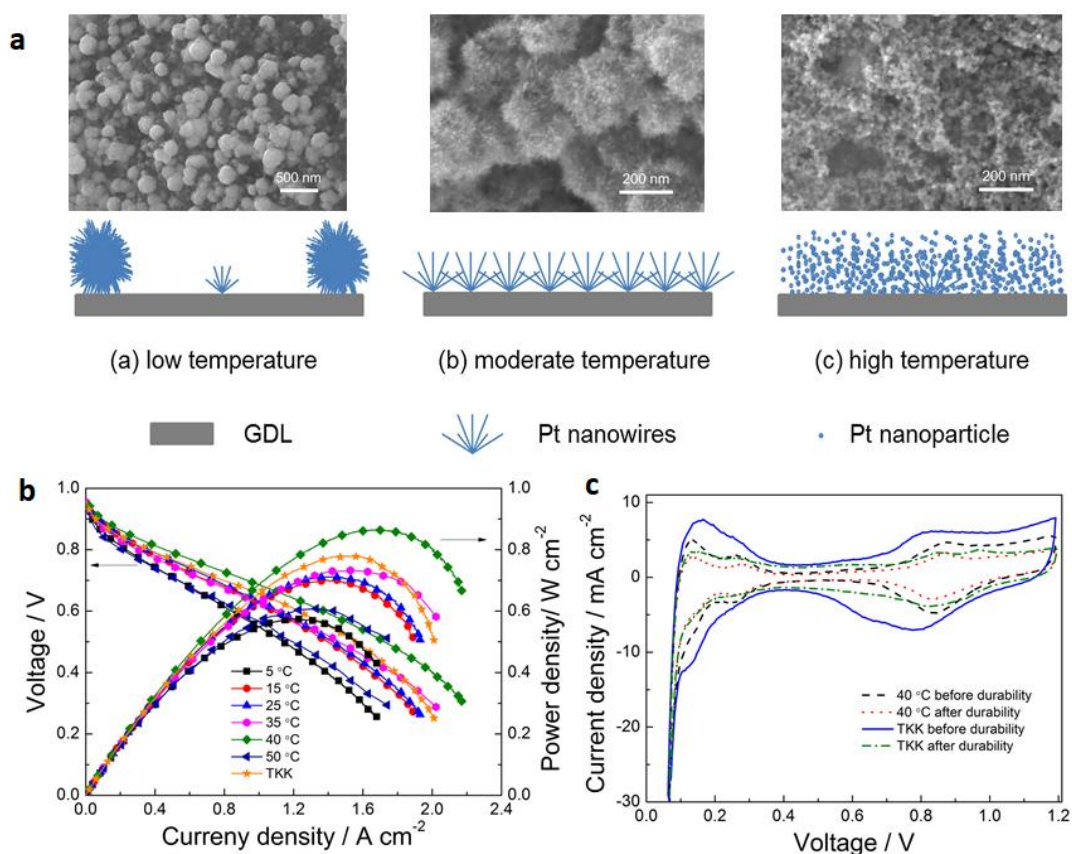 a
500 nm
200 nm
200 nm
(a) low temperature
(b) moderate temperature
(c) high temperature
GDL
Pt nanowires
Pt nanoparticle
b
1.0
0.8
0.6
0.4
0.2
0.0
Voltage / V
5 °C
15 °C
25 °C
35 °C
40 °C
50 °C
TKK
1.0
0.8
0.6
0.4
0.2
0.0
Power density/ W cm-2
0.0 0.4 0.8 1.2 1.6 2.0 2.4
Curreny density / A cm-2
c
10
0
-10
-20
-30
Current density / mA cm-2
40 °C before durability
40 °C after durability
TKK before durability
TKK after durability
0.0 0.2 0.4 0.6 0.8 1.0 1.2
Voltage / V